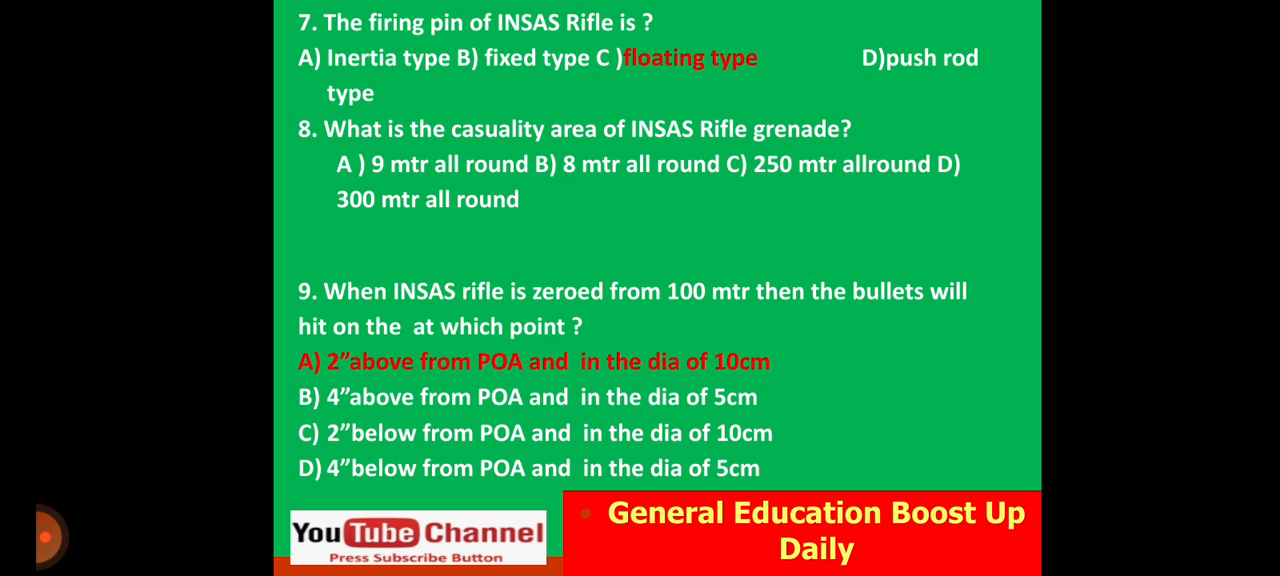 7. The firing pin of INSAS Rifle is ?
A) Inertia type B) fixed type C )floating type D)push rod
type
8. What is the casuality area of INSAS Rifle grenade?
A ) 9 mtr all round B) 8 mtr all round C) 250 mtr allround D)
300 mtr all round
9. When INSAS rifle is zeroed from 100 mtr then the bullets will
hit on the at which point ?
A) 2”above from POA and in the dia of 10cm
B) 4”above from POA and in the dia of 5cm
C) 2”below from POA and in the dia of 10cm
D) 4”below from POA and in the dia of 5cm
YouTube Channel
Press Subscribe Button
• General Education Boost Up
Daily